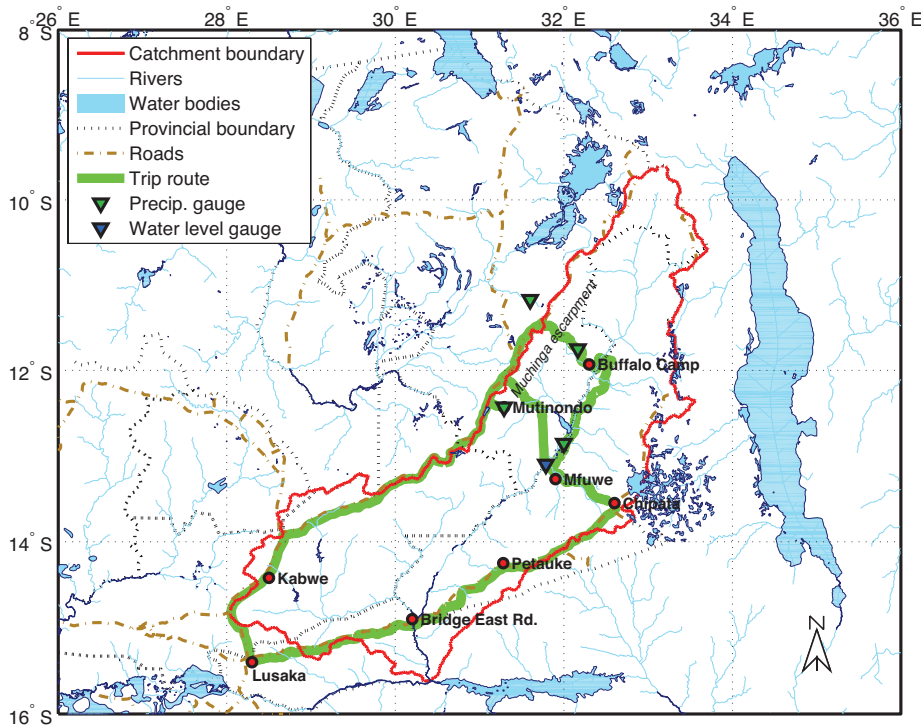 26° E 28° E 30° E 32° E 34° E 36° E
8° S
10° S
12° S
14° S
16° S
Catchment boundary
Rivers
Water bodies
Provincial boundary
Roads
Trip route
Precip. gauge
Water level gauge
Muchinga escarpment
Buffalo Camp
Mutinondo
Mfuwe
Chipata
Petauke
Kabwe
Bridge East Rd.
Lusaka
N